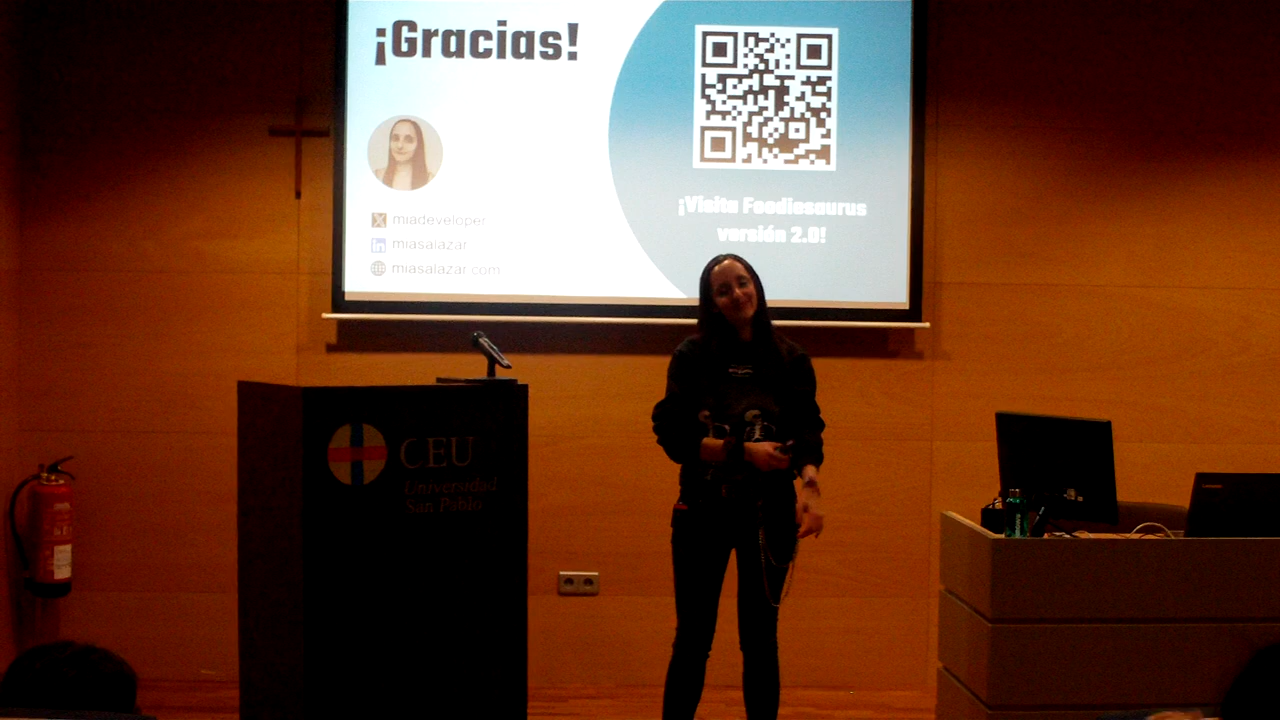 ¡Gracias!
miadeveloper
miasalazar
miasalazar.com
¡Visita Foodiesaurus
versión 2.0!
CEU
Universidad
San Pablo